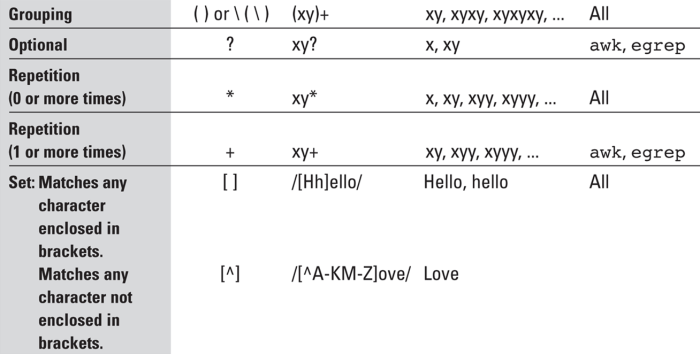 Grouping ( ) or \ ( \ ) (xy)+ xy, xyxy, xyxyxy, ... All
Optional ? xy? x, xy awk, egrep
Repetition
(0 or more times) * xy* x, xy, xyy, xyyy, ... All
Repetition
(1 or more times) + xy+ xy, xyy, xyyy, ... awk, egrep
Set: Matches any [ ] /[Hh]ello/ Hello, hello All
character
enclosed in
brackets.
Matches any [^] /[^A-KM-Z]ove/ Love
character not
enclosed in
brackets.